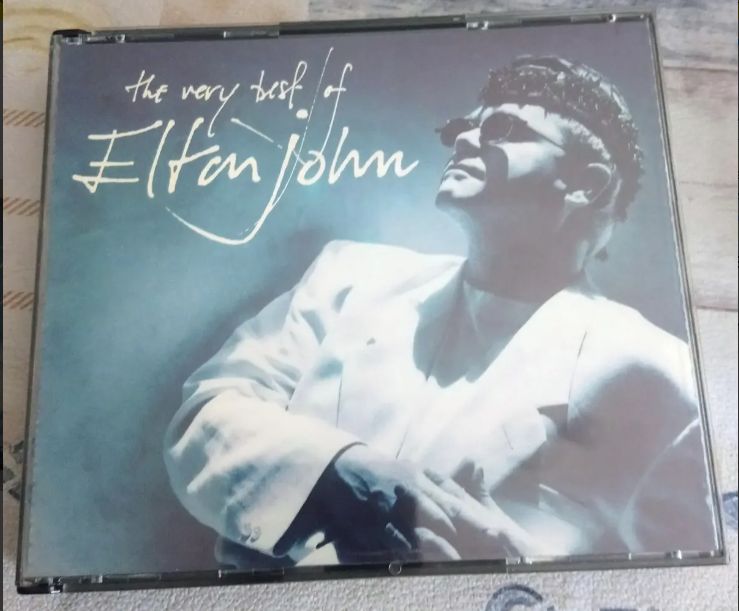 the very best of
Elton john